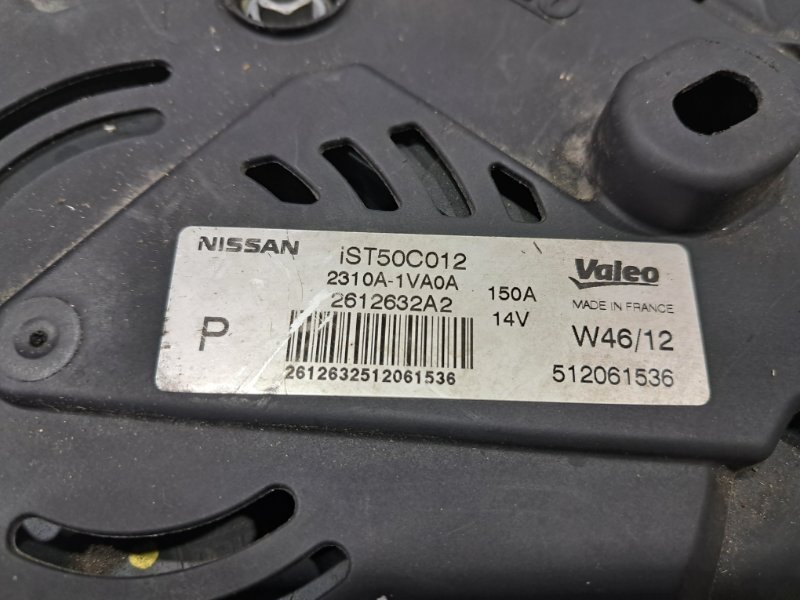 NISSAN
iST50C012
Valeo
2310A-1VA0A
150A
MADE IN FRANCE
2612632A2
14V
P
W46/12
2612632512061536
512061536